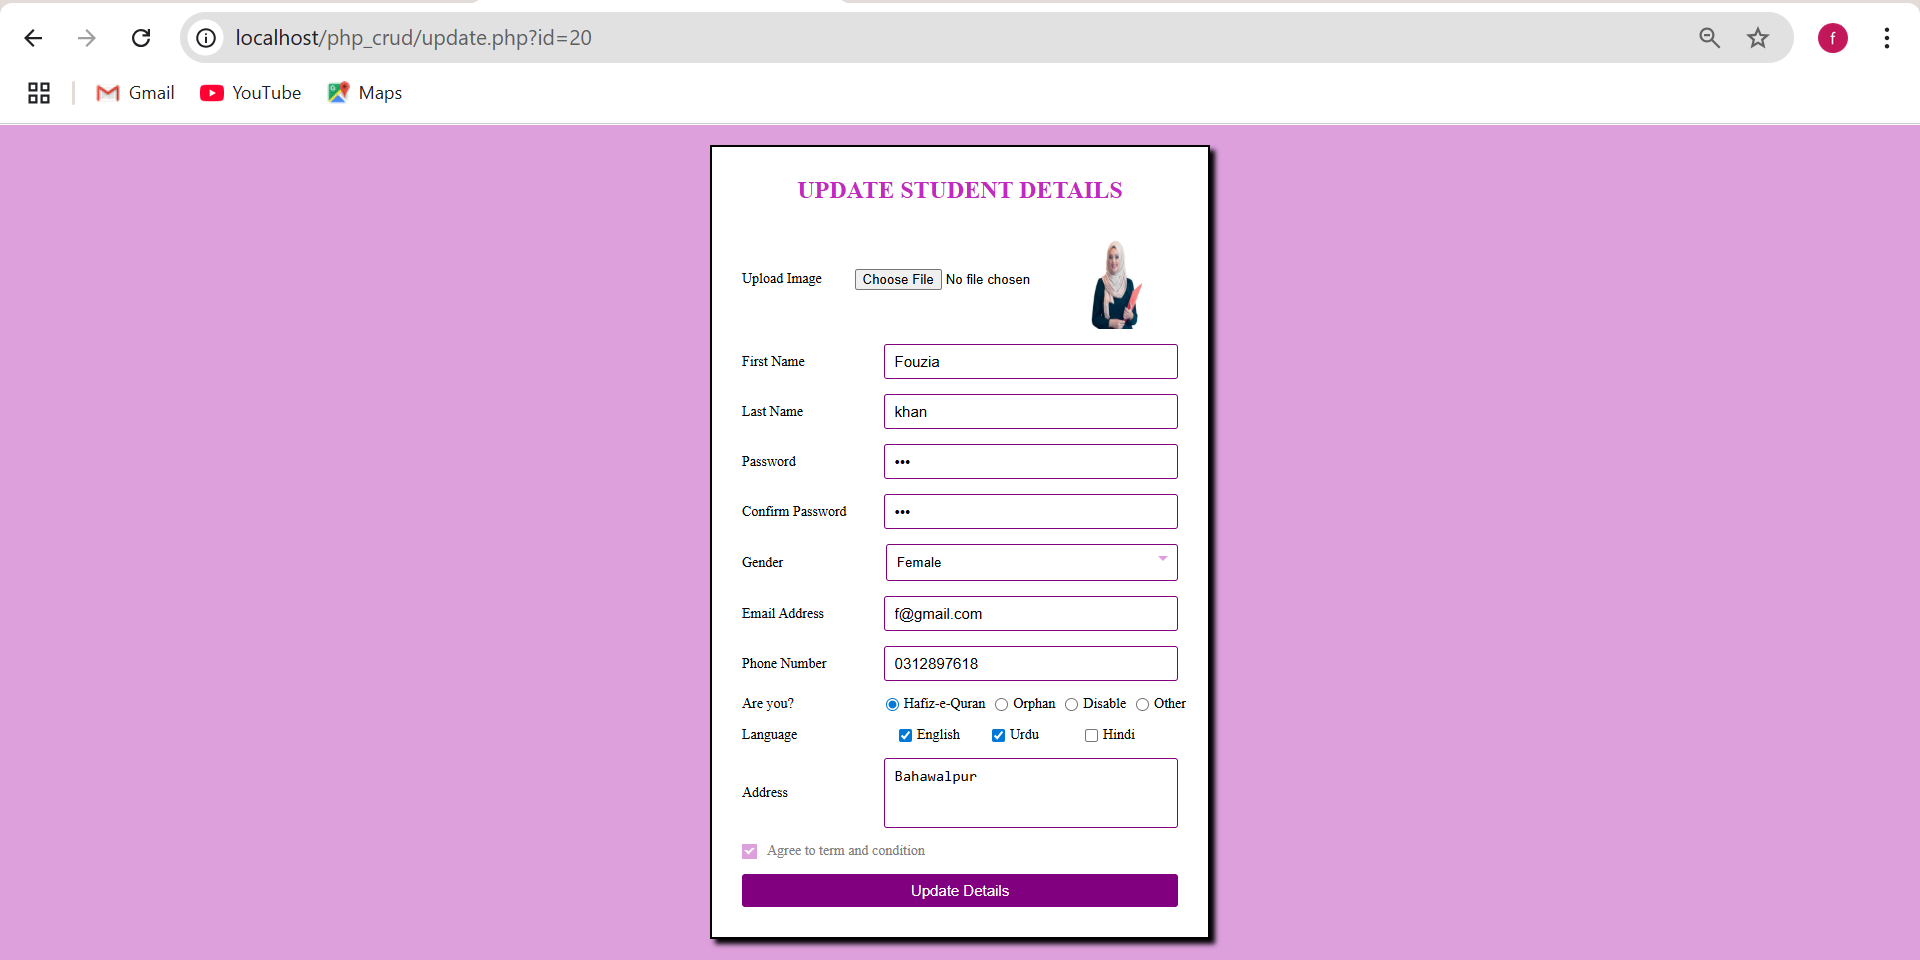 localhost/php_crud/update.php?id=20
f
Gmail YouTube Maps
UPDATE STUDENT DETAILS
Upload Image Choose File No file chosen
First Name Fouzia
Last Name khan
Password •••
Confirm Password •••
Gender Female
Email Address f@gmail.com
Phone Number 0312897618
Are you? Hafiz-e-Quran Orphan Disable Other
Language English Urdu Hindi
Address Bahawalpur
Agree to term and condition
Update Details